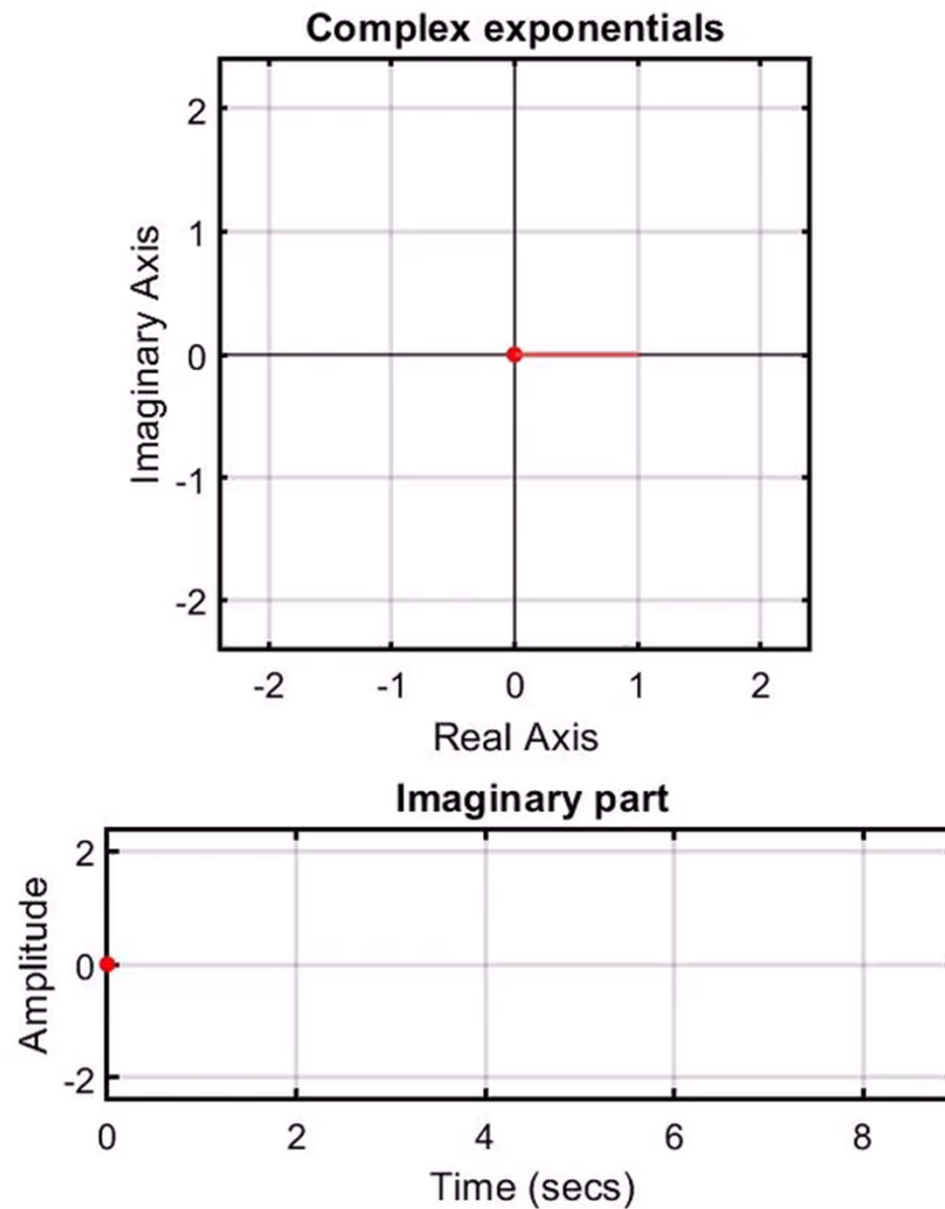 Complex exponentials
2
1
0
-1
-2
Imaginary Axis
-2 -1 0 1 2
Real Axis
Imaginary part
2
0
-2
Amplitude
0 2 4 6 8
Time (secs)